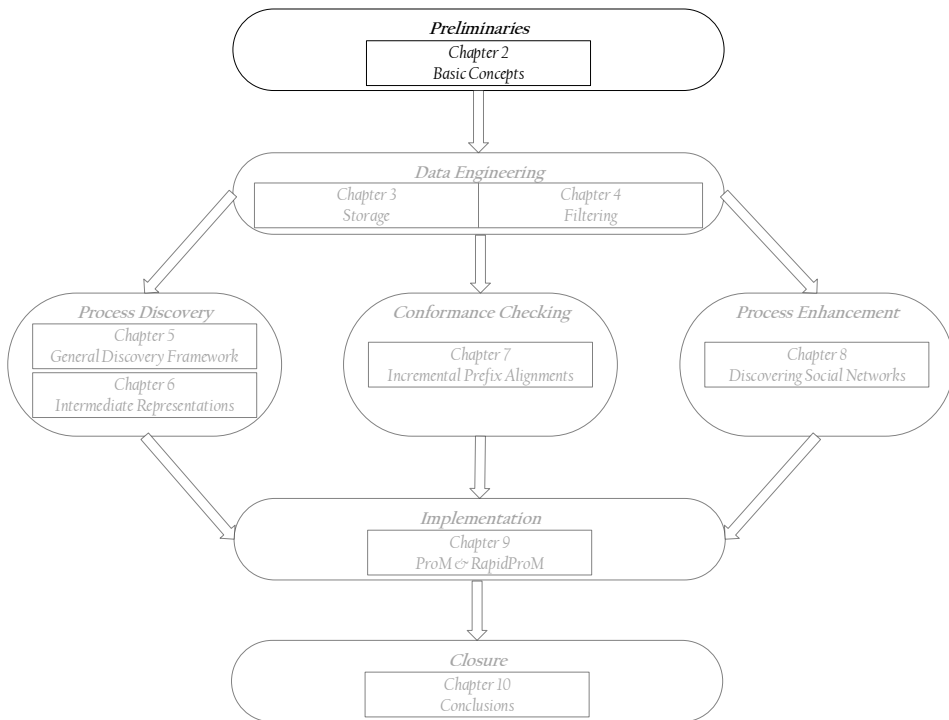 Preliminaries
Chapter 2
Basic Concepts
Data Engineering
Chapter 3
Storage
Chapter 4
Filtering
Process Discovery
Chapter 5
General Discovery Framework
Chapter 6
Intermediate Representations
Conformance Checking
Chapter 7
Incremental Prefix Alignments
Process Enhancement
Chapter 8
Discovering Social Networks
Implementation
Chapter 9
ProM & RapidProM
Closure
Chapter 10
Conclusions